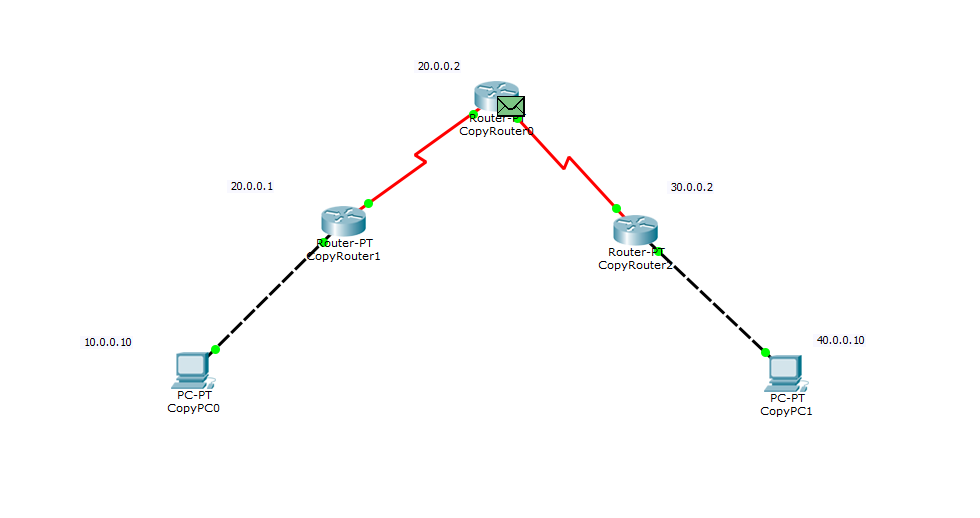 20.0.0.2
Router-PT
CopyRouter0
20.0.0.1
Router-PT
CopyRouter1
30.0.0.2
Router-PT
CopyRouter2
10.0.0.10
PC-PT
CopyPC0
40.0.0.10
PC-PT
CopyPC1